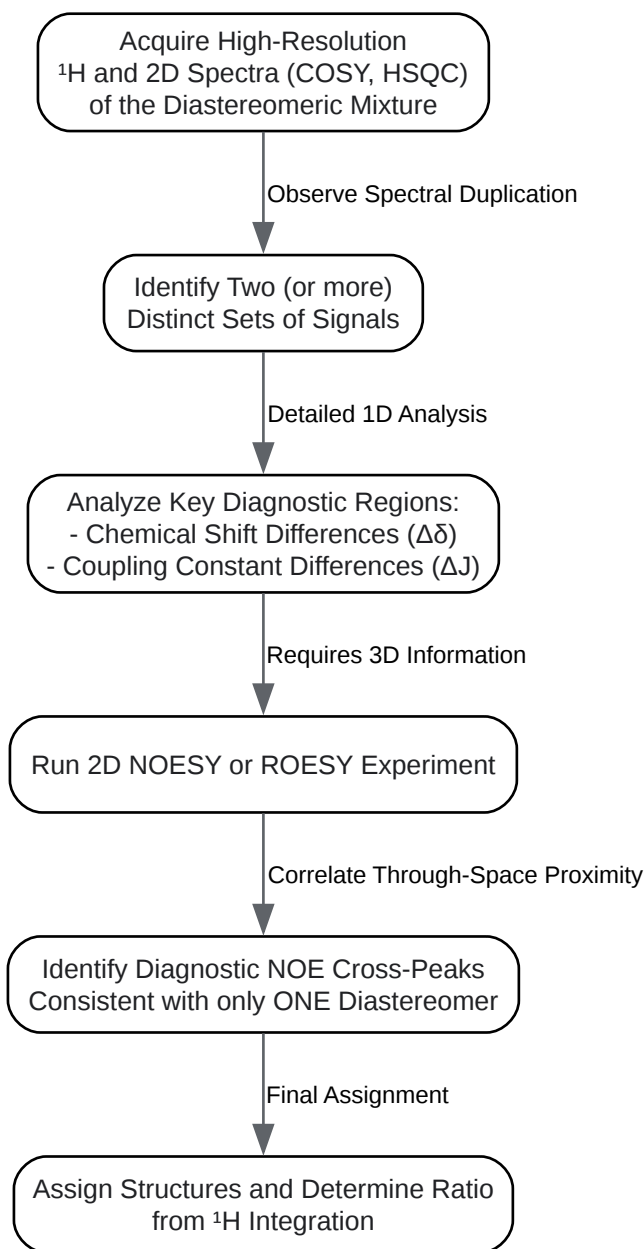 Acquire High-Resolution
¹H and 2D Spectra (COSY, HSQC)
of the Diastereomeric Mixture
Observe Spectral Duplication
Identify Two (or more)
Distinct Sets of Signals
Detailed 1D Analysis
Analyze Key Diagnostic Regions:
- Chemical Shift Differences (Δδ)
- Coupling Constant Differences (ΔJ)
Requires 3D Information
Run 2D NOESY or ROESY Experiment
Correlate Through-Space Proximity
Identify Diagnostic NOE Cross-Peaks
Consistent with only ONE Diastereomer
Final Assignment
Assign Structures and Determine Ratio
from ¹H Integration